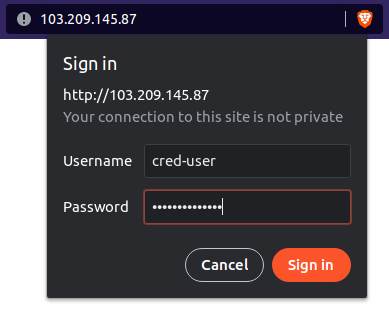 103.209.145.87
Sign in
http://103.209.145.87
Your connection to this site is not private
Username cred-user
Password ••••••••••••••
Cancel Sign in